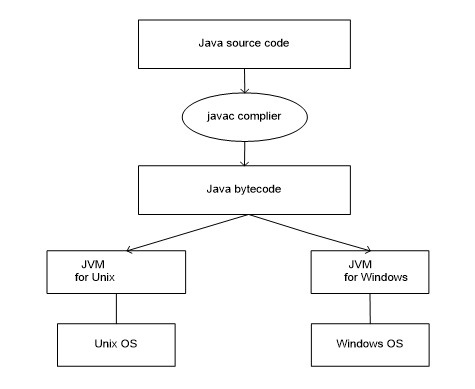 Java source code
javac complier
Java bytecode
JVM
for Unix
JVM
for Windows
Unix OS
Windows OS